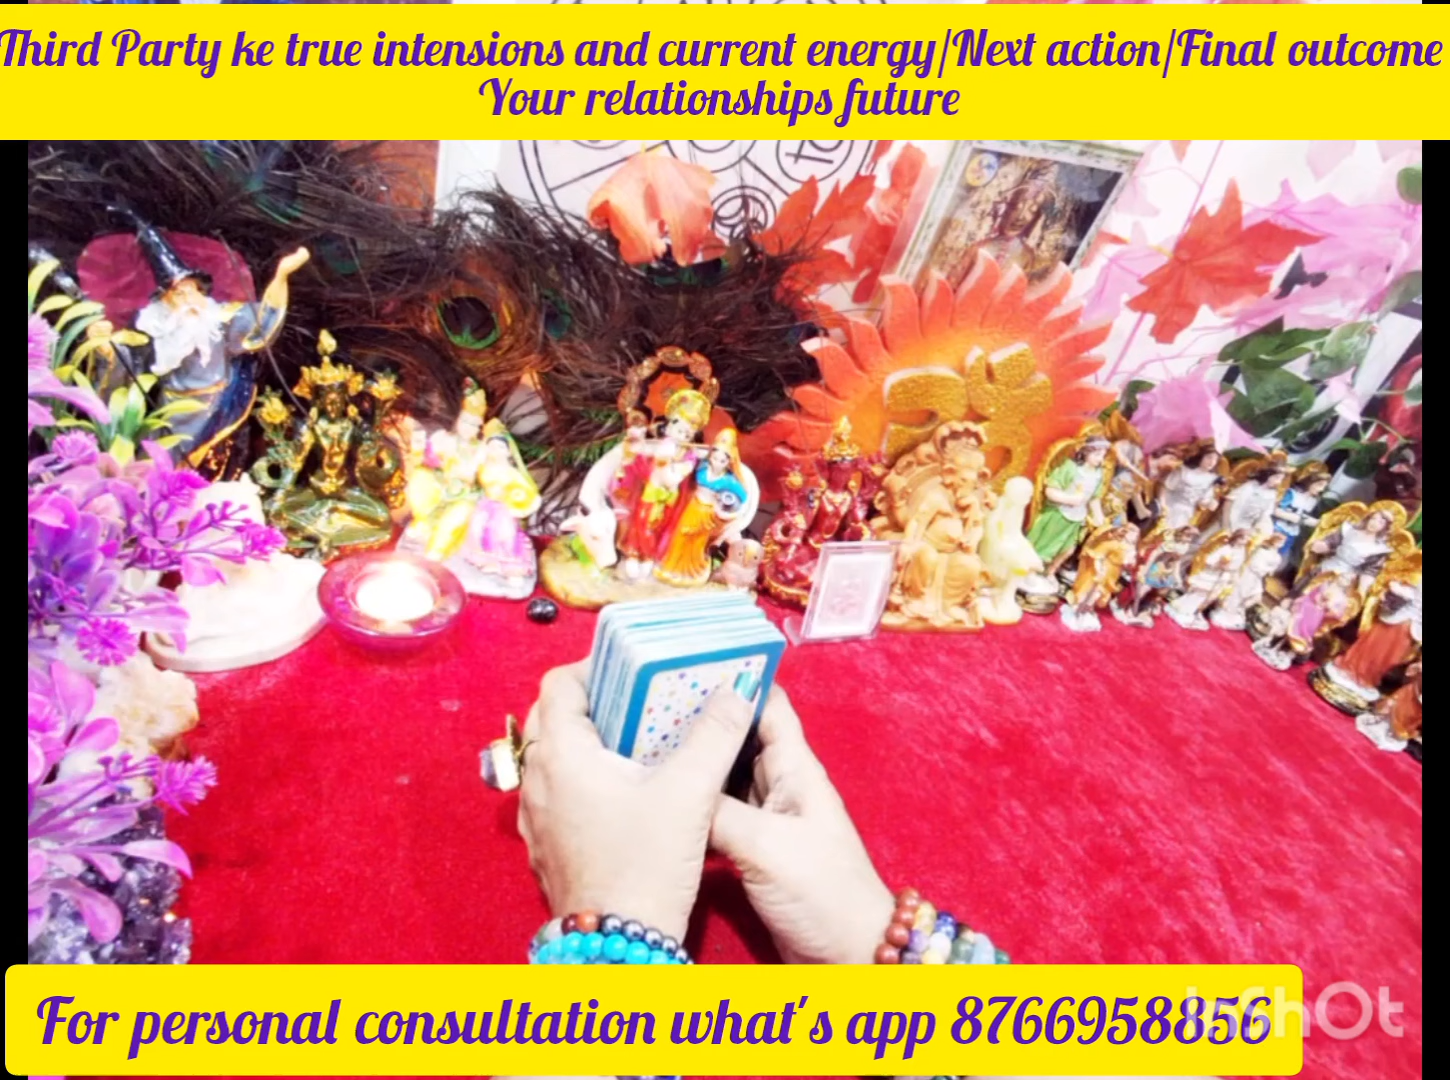 Third Party ke true intensions and current energy/Next action/Final outcome
Your relationships future
For personal consultation what's app 8766958856
InShOt